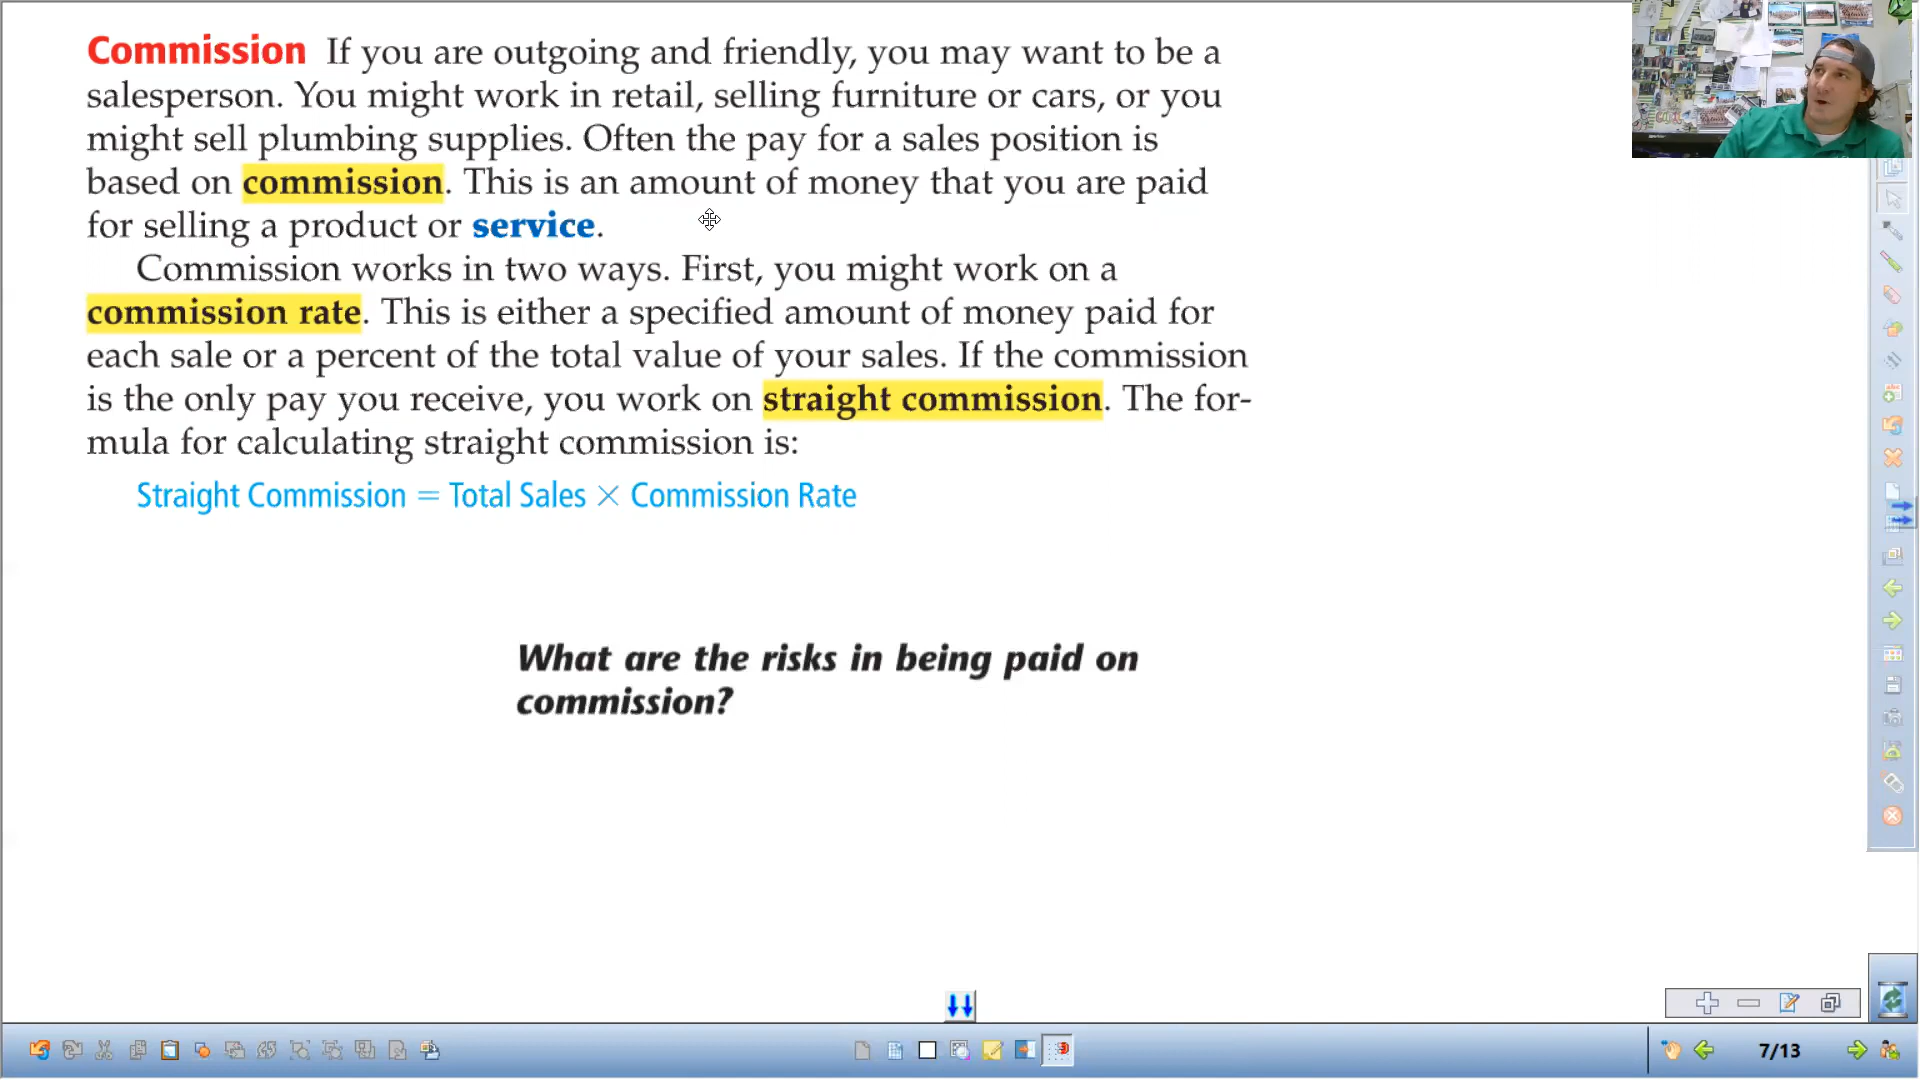 Commission If you are outgoing and friendly, you may want to be a
salesperson. You might work in retail, selling furniture or cars, or you
might sell plumbing supplies. Often the pay for a sales position is
based on commission. This is an amount of money that you are paid
for selling a product or service.
Commission works in two ways. First, you might work on a
commission rate. This is either a specified amount of money paid for
each sale or a percent of the total value of your sales. If the commission
is the only pay you receive, you work on straight commission. The for-
mula for calculating straight commission is:
Straight Commission = Total Sales × Commission Rate
What are the risks in being paid on
commission?
7/13